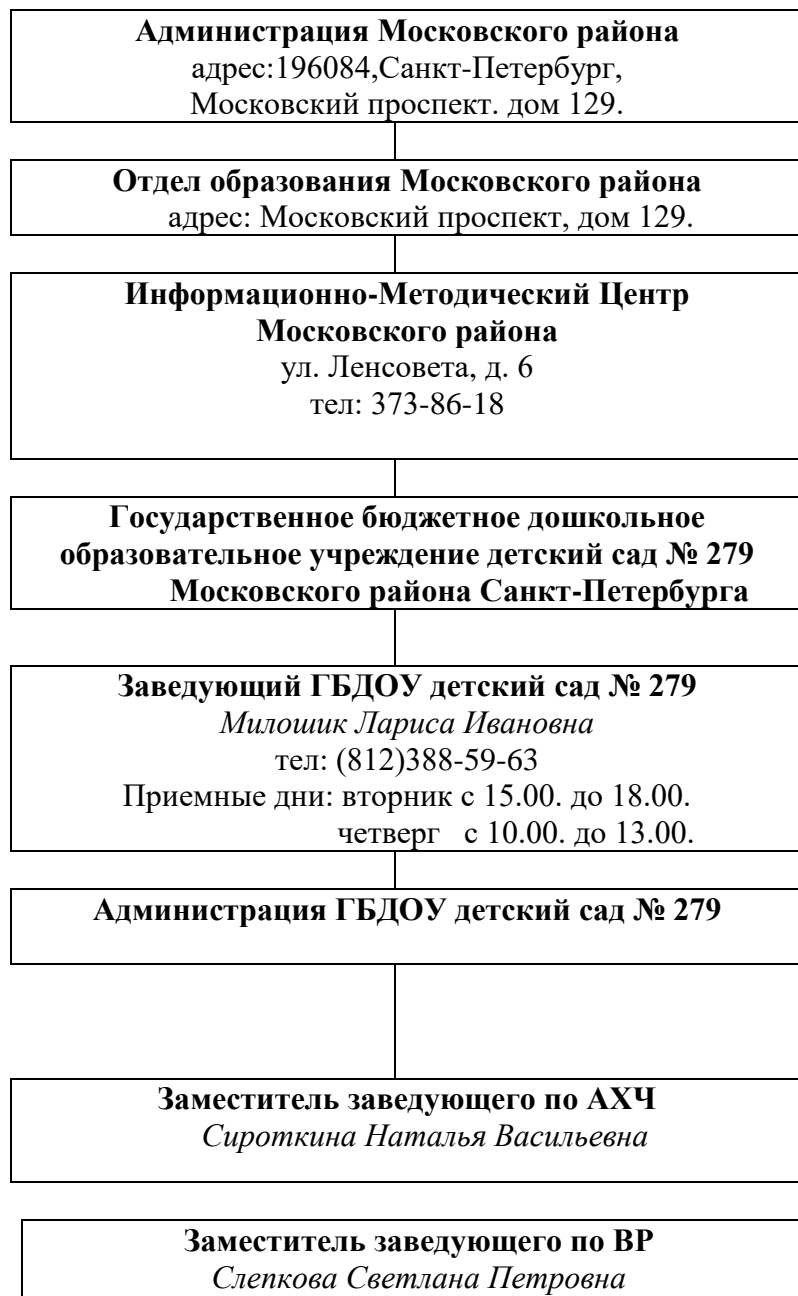 Администрация Московского района
адрес:196084,Санкт-Петербург,
Московский проспект. дом 129.
Отдел образования Московского района
адрес: Московский проспект, дом 129.
Информационно-Методический Центр
Московского района
ул. Ленсовета, д. 6
тел: 373-86-18
Государственное бюджетное дошкольное
образовательное учреждение детский сад № 279
Московского района Санкт-Петербурга
Заведующий ГБДОУ детский сад № 279
Милошик Лариса Ивановна
тел: (812)388-59-63
Приемные дни: вторник с 15.00. до 18.00.
четверг с 10.00. до 13.00.
Администрация ГБДОУ детский сад № 279
Заместитель заведующего по АХЧ
Сироткина Наталья Васильевна
Заместитель заведующего по ВР
Слепкова Светлана Петровна